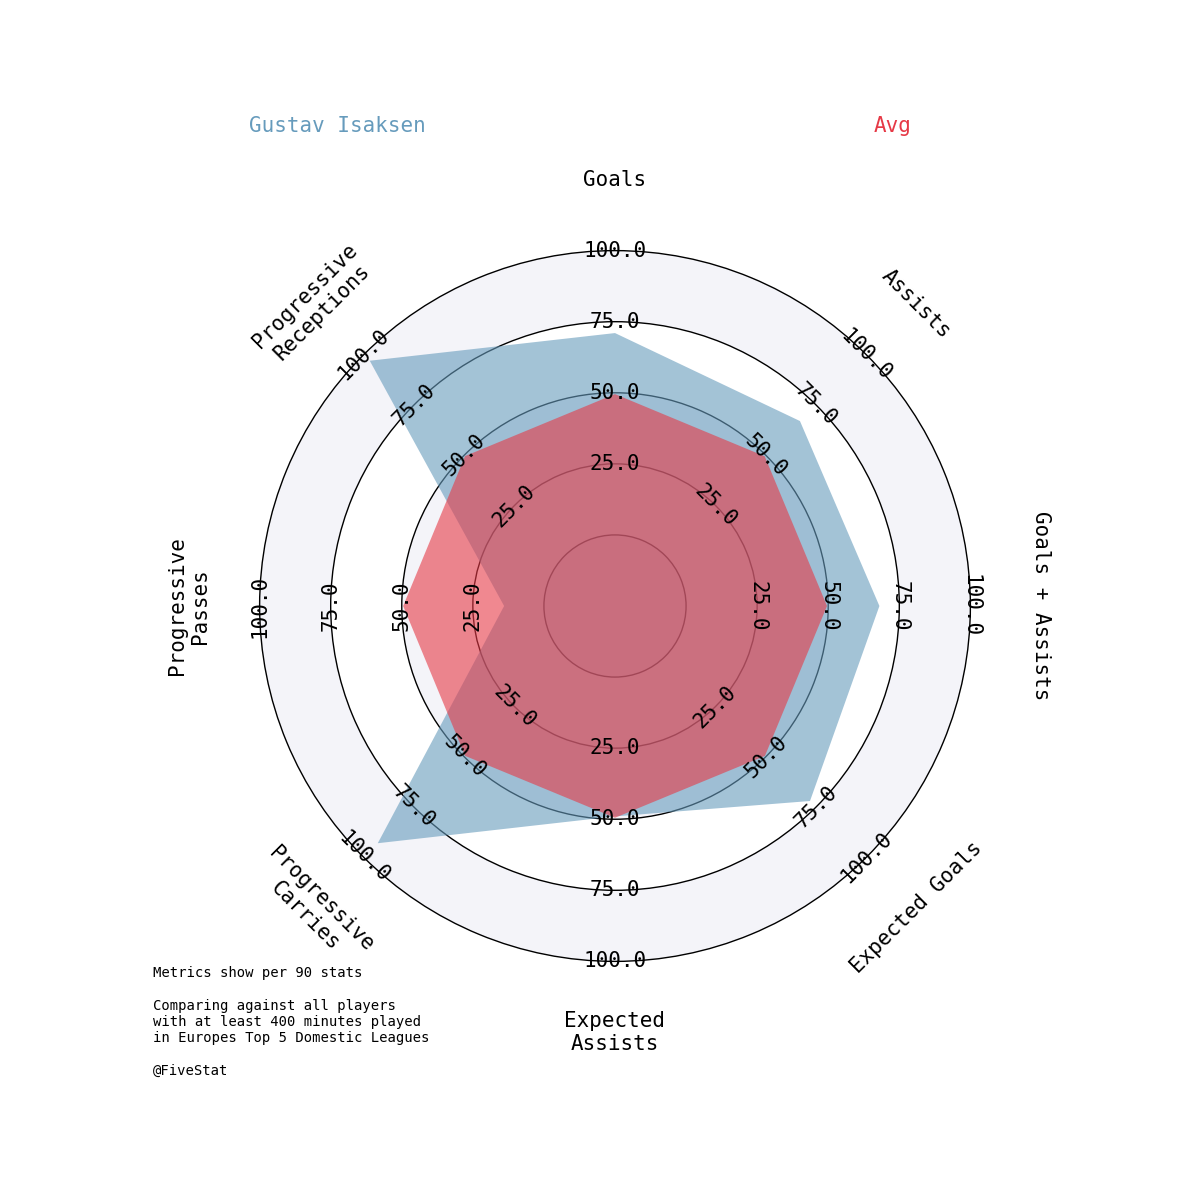 Gustav Isaksen
Avg
Goals
Assists
Goals + Assists
Expected Goals
Expected
Assists
Progressive
Carries
Progressive
Passes
Progressive
Receptions
25.0
50.0
75.0
100.0
25.0
50.0
75.0
100.0
25.0
50.0
75.0
100.0
25.0
50.0
75.0
100.0
25.0
50.0
75.0
100.0
25.0
50.0
75.0
100.0
25.0
50.0
75.0
100.0
25.0
50.0
75.0
100.0
Metrics show per 90 stats
Comparing against all players
with at least 400 minutes played
in Europes Top 5 Domestic Leagues
@FiveStat